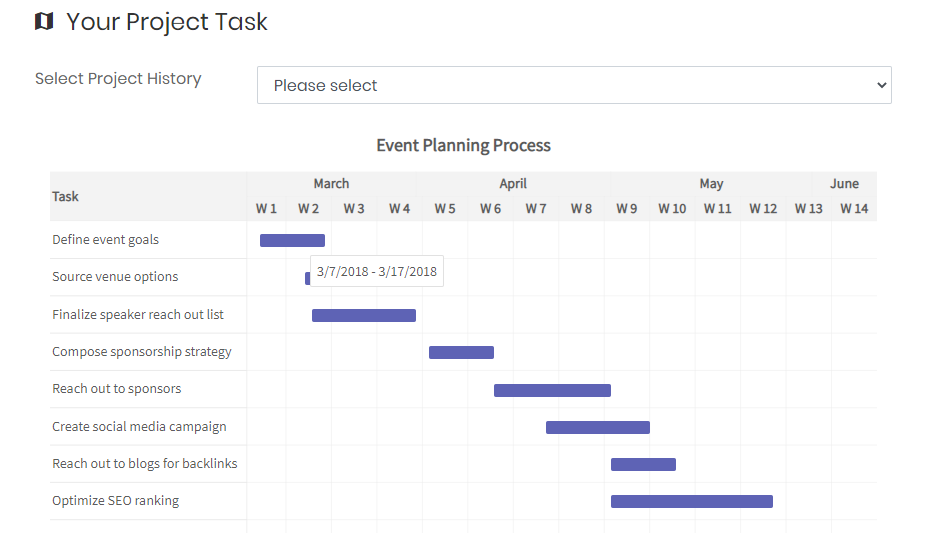 Your Project Task
Select Project History
Please select
Event Planning Process
Task
March April May June
W 1 W 2 W 3 W 4 W 5 W 6 W 7 W 8 W 9 W 10 W 11 W 12 W 13 W 14
Define event goals
Source venue options
3/7/2018 - 3/17/2018
Finalize speaker reach out list
Compose sponsorship strategy
Reach out to sponsors
Create social media campaign
Reach out to blogs for backlinks
Optimize SEO ranking